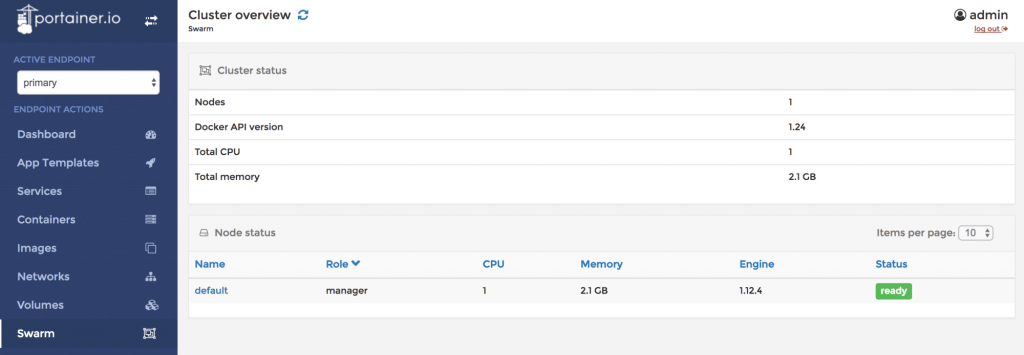 portainer.io
ACTIVE ENDPOINT
primary
ENDPOINT ACTIONS
Dashboard
App Templates
Services
Containers
Images
Networks
Volumes
Swarm
Cluster overview
Swarm
admin
log out
Cluster status
Nodes 1
Docker API version 1.24
Total CPU 1
Total memory 2.1 GB
Node status Items per page: 10
Name Role CPU Memory Engine Status
default manager 1 2.1 GB 1.12.4 ready